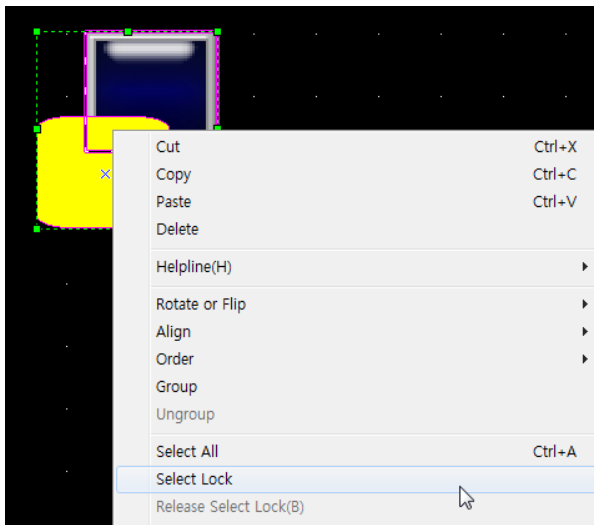 Cut Ctrl+X
Copy Ctrl+C
Paste Ctrl+V
Delete
Helpline(H)
Rotate or Flip
Align
Order
Group
Ungroup
Select All Ctrl+A
Select Lock
Release Select Lock(B)